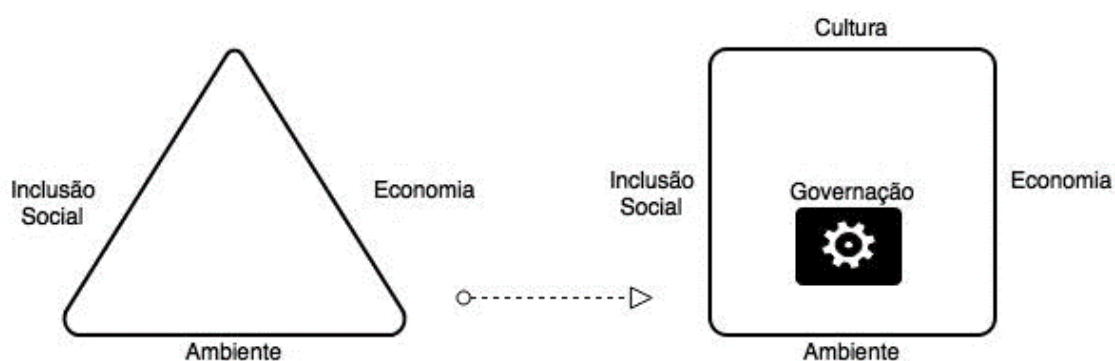 Inclusão
Social
Economia
Ambiente
Cultura
Inclusão
Social
Governação
Economia
Ambiente